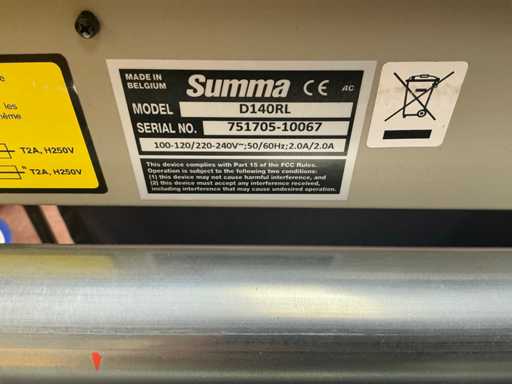 MADE IN
BELGIUM
Summa CE AC
MODEL D140RL
SERIAL NO. 751705-10067
100-120/220-240V~;50/60Hz;2.0A/2.0A
This device complies with Part 15 of the FCC Rules.
Operation is subject to the following two conditions:
(1) this device may not cause harmful interference, and
(2) this device must accept any interference received,
including interference that may cause undesired operation.
e
les
même
T2A, H250V
T2A, H250V